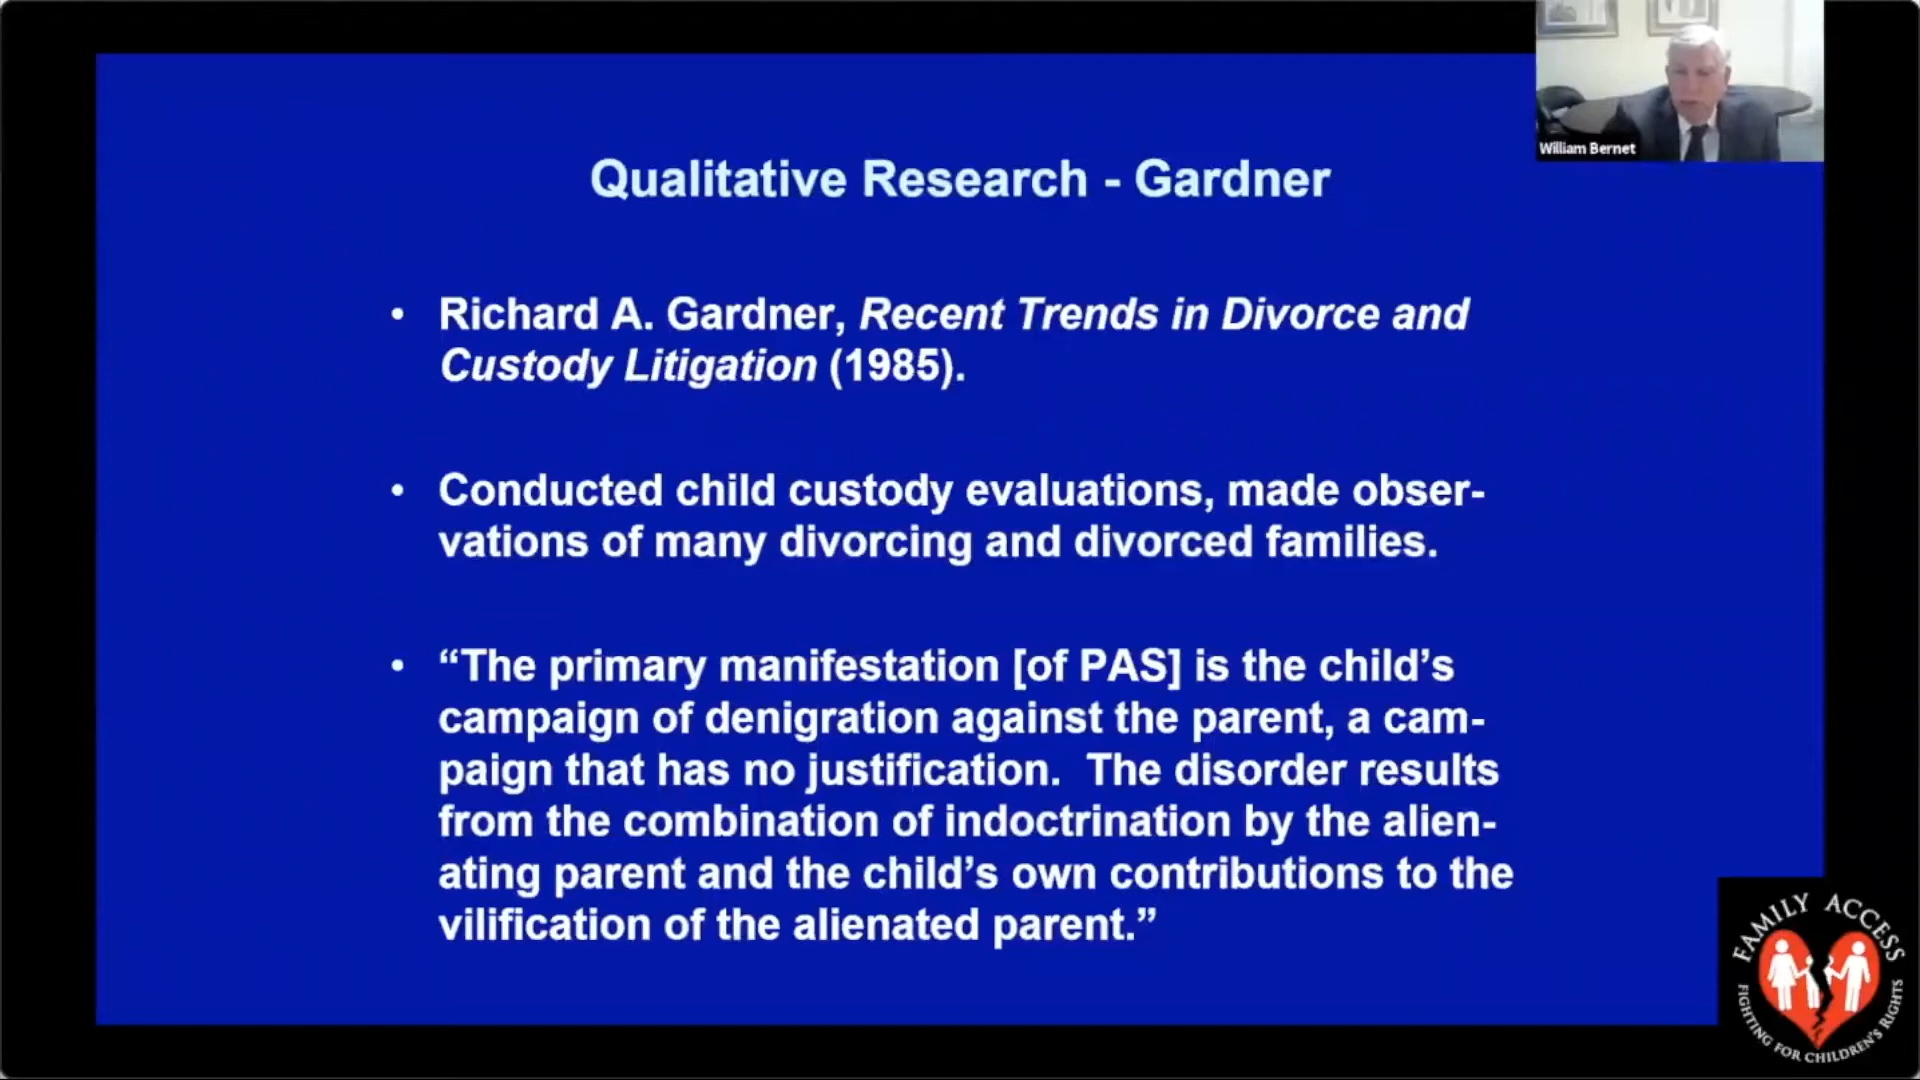 William Bernet
Qualitative Research - Gardner
• Richard A. Gardner, Recent Trends in Divorce and
Custody Litigation (1985).
• Conducted child custody evaluations, made obser-
vations of many divorcing and divorced families.
• “The primary manifestation [of PAS] is the child’s
campaign of denigration against the parent, a cam-
paign that has no justification.  The disorder results
from the combination of indoctrination by the alien-
ating parent and the child’s own contributions to the
vilification of the alienated parent.”
FAMILY ACCESS
FIGHTING FOR CHILDREN'S RIGHTS